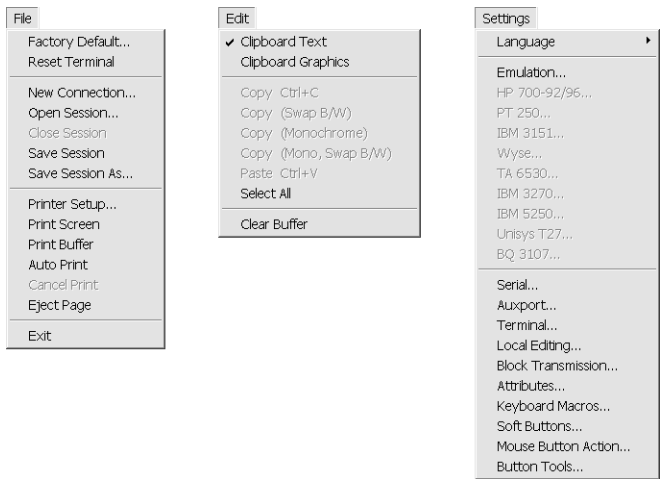 File
Factory Default...
Reset Terminal
New Connection...
Open Session...
Close Session
Save Session
Save Session As...
Printer Setup...
Print Screen
Print Buffer
Auto Print
Cancel Print
Eject Page
Exit
Edit
Clipboard Text
Clipboard Graphics
Copy Ctrl+C
Copy (Swap B/W)
Copy (Monochrome)
Copy (Mono, Swap B/W)
Paste Ctrl+V
Select All
Clear Buffer
Settings
Language
Emulation...
HP 700-92/96...
PT 250...
IBM 3151...
Wyse...
TA 6530...
IBM 3270...
IBM 5250...
Unisys T27...
BQ 3107...
Serial...
Auxport...
Terminal...
Local Editing...
Block Transmission...
Attributes...
Keyboard Macros...
Soft Buttons...
Mouse Button Action...
Button Tools...